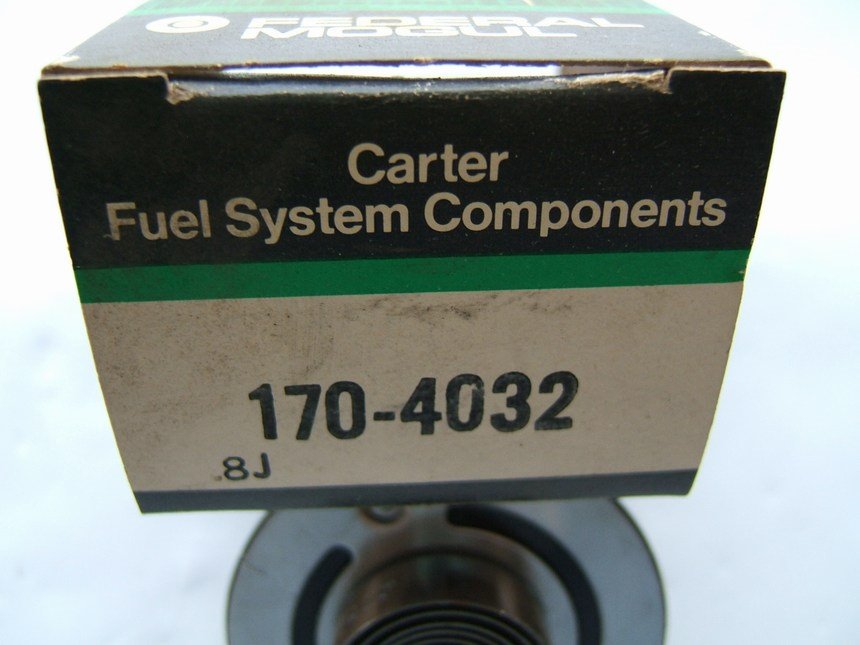 FEDERAL
MOGUL
Carter
Fuel System Components
170-4032
.8J